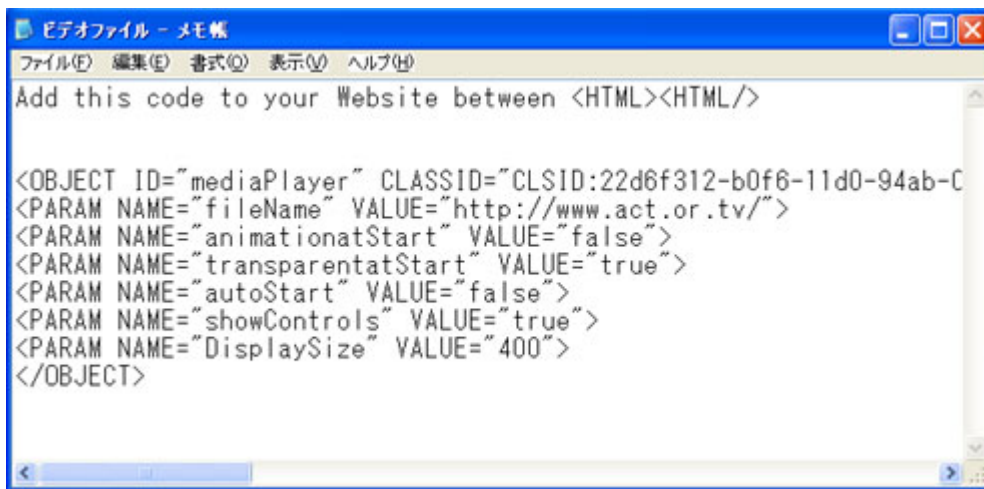 ビデオファイル - メモ帳
ファイル(F) 編集(E) 書式(O) 表示(V) ヘルプ(H)
Add this code to your Website between <HTML><HTML/>
<OBJECT ID="mediaPlayer" CLASSID="CLSID:22d6f312-b0f6-11d0-94ab-0
<PARAM NAME="fileName" VALUE="http://www.act.or.tv/">
<PARAM NAME="animationatStart" VALUE="false">
<PARAM NAME="transparentatStart" VALUE="true">
<PARAM NAME="autoStart" VALUE="false">
<PARAM NAME="showControls" VALUE="true">
<PARAM NAME="DisplaySize" VALUE="400">
</OBJECT>